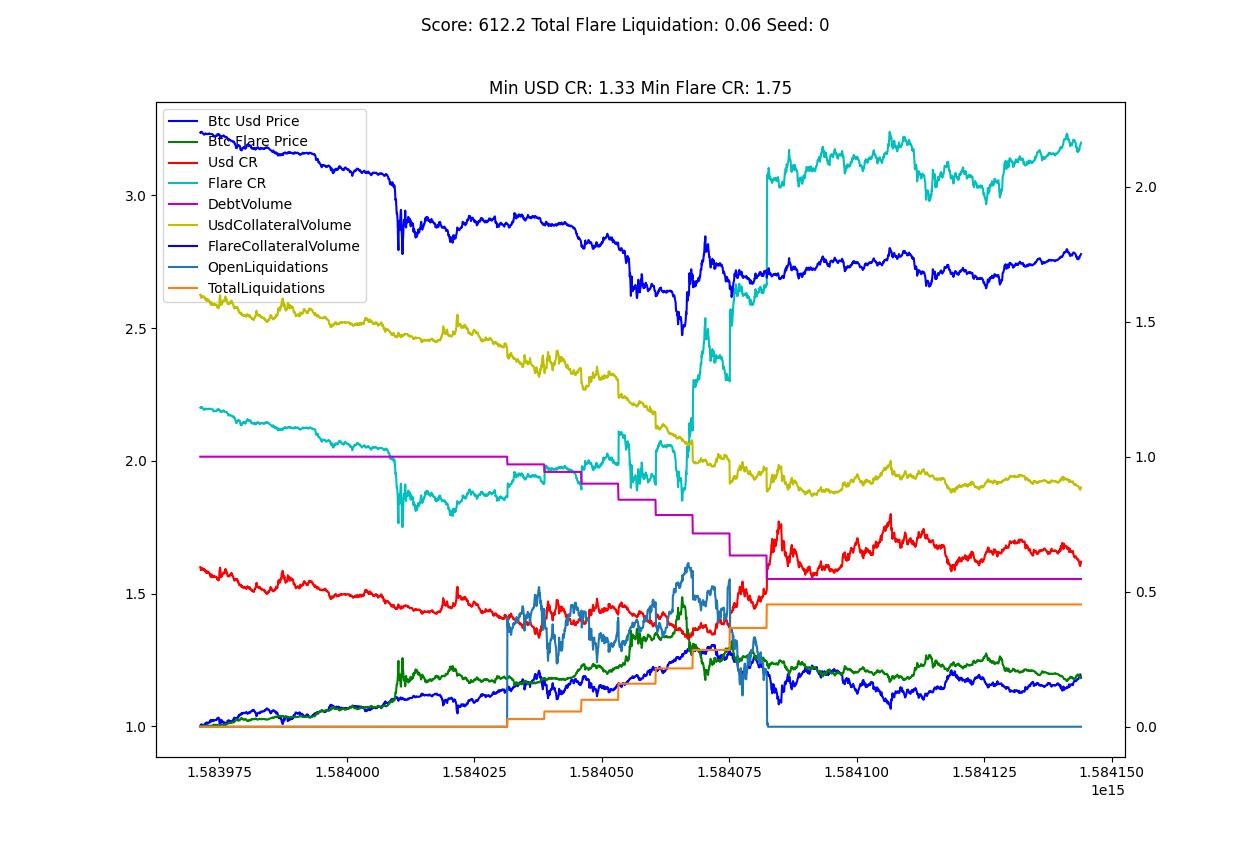 Score: 612.2 Total Flare Liquidation: 0.06 Seed: 0
Min USD CR: 1.33 Min Flare CR: 1.75
Btc Usd Price
Btc Flare Price
Usd CR
Flare CR
DebtVolume
UsdCollateralVolume
FlareCollateralVolume
OpenLiquidations
TotalLiquidations
3.0
2.5
2.0
1.5
1.0
2.0
1.5
1.0
0.5
0.0
1.583975 1.584000 1.584025 1.584050 1.584075 1.584100 1.584125 1.584150
1e15